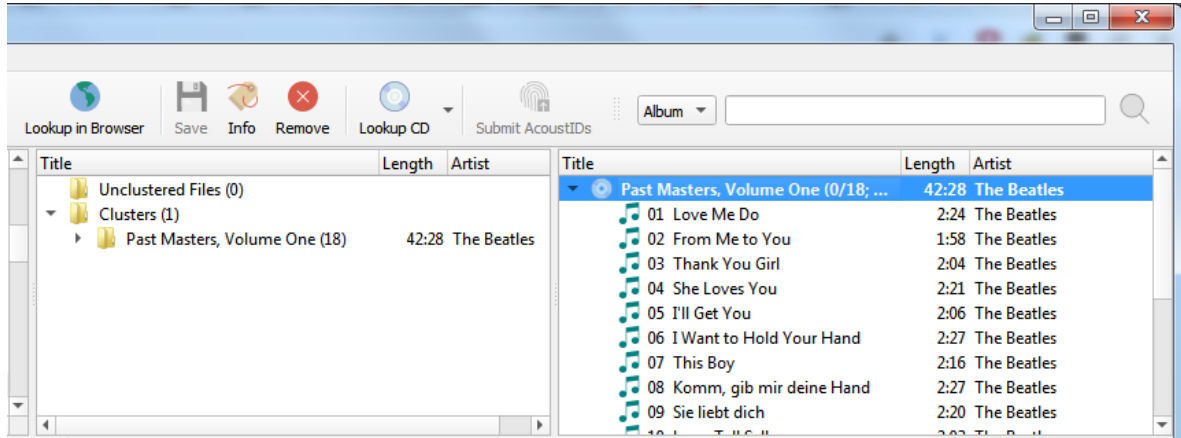 Lookup in Browser Save Info Remove Lookup CD Submit AcoustIDs Album
Title Length Artist
Unclustered Files (0)
Clusters (1)
Past Masters, Volume One (18) 42:28 The Beatles
Title Length Artist
Past Masters, Volume One (0/18; ... 42:28 The Beatles
01 Love Me Do 2:24 The Beatles
02 From Me to You 1:58 The Beatles
03 Thank You Girl 2:04 The Beatles
04 She Loves You 2:21 The Beatles
05 I'll Get You 2:06 The Beatles
06 I Want to Hold Your Hand 2:27 The Beatles
07 This Boy 2:16 The Beatles
08 Komm, gib mir deine Hand 2:27 The Beatles
09 Sie liebt dich 2:20 The Beatles